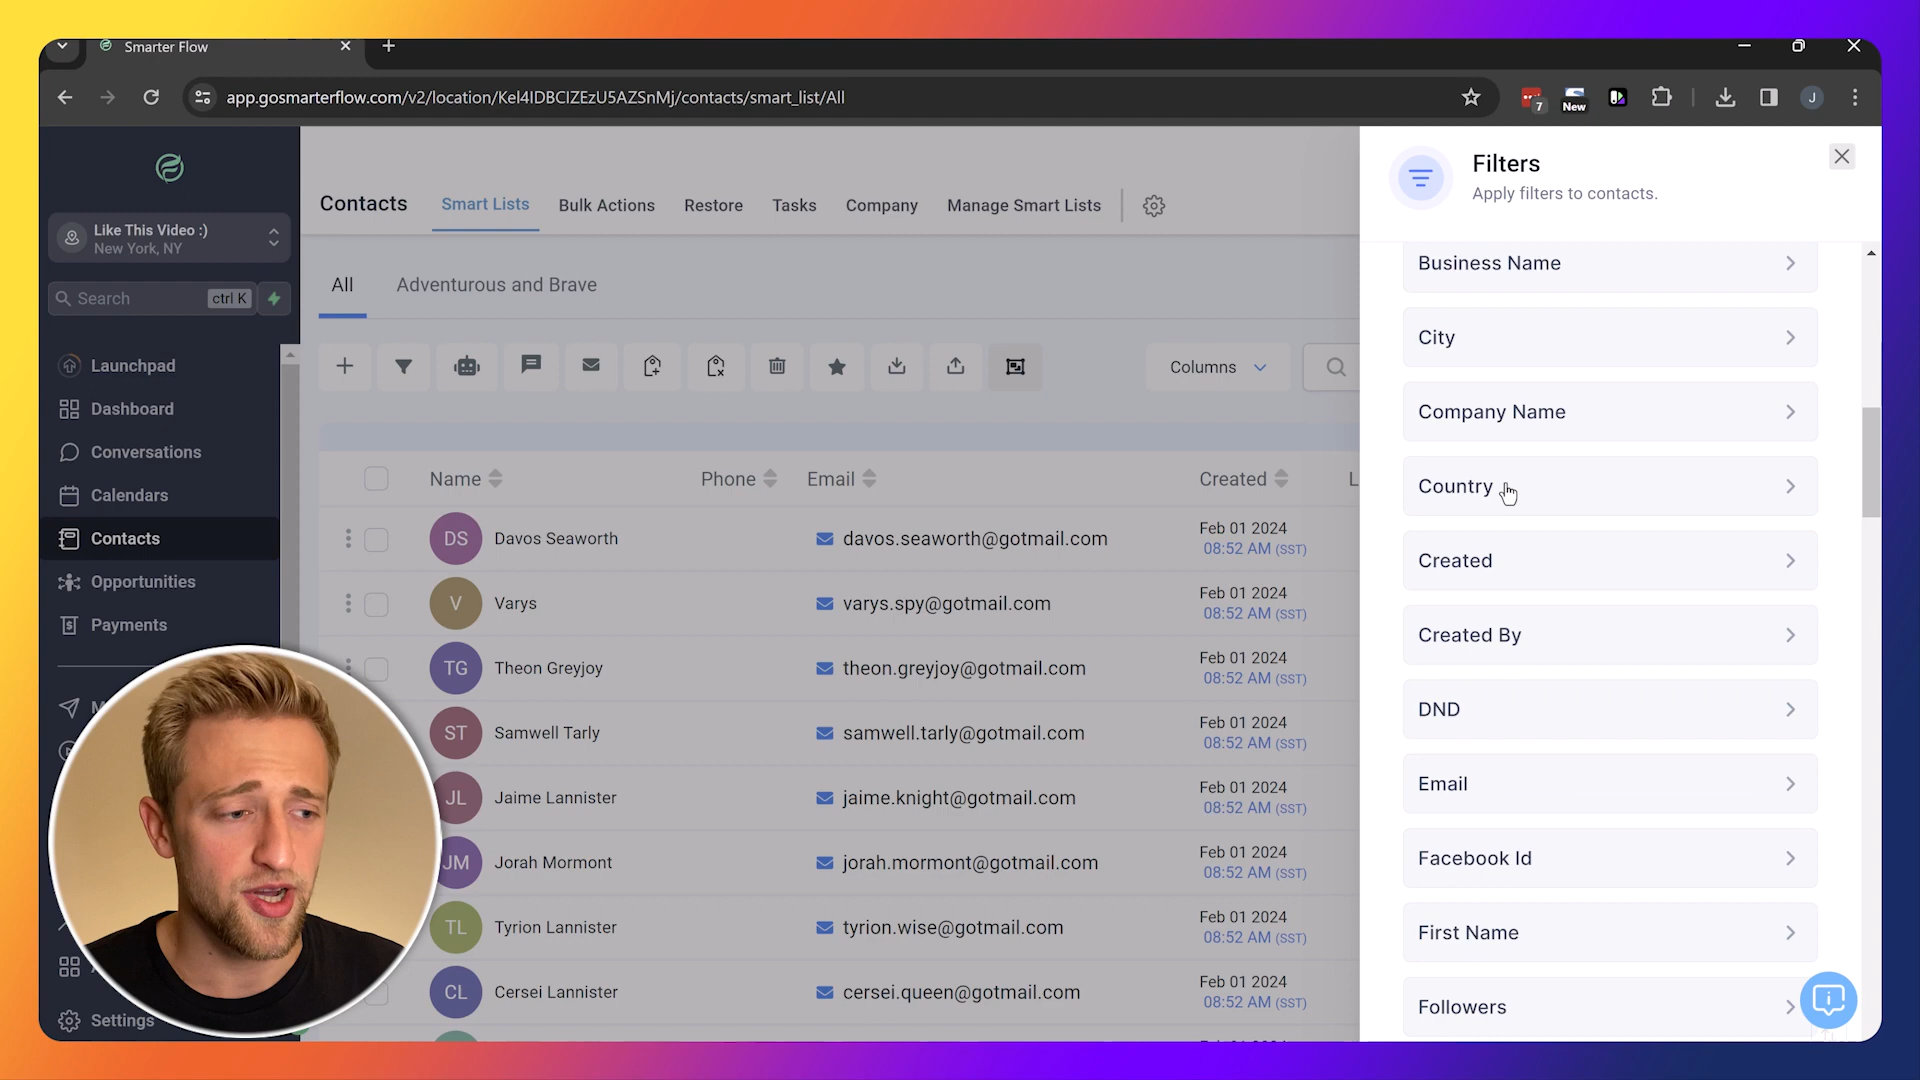 Smarter Flow
app.gosmarterflow.com/v2/location/Kel4IDBCIZEzU5AZSnMj/contacts/smart_list/All
7
New
J
Like This Video :)
New York, NY
Search
ctrl K
Launchpad
Dashboard
Conversations
Calendars
Contacts
Opportunities
Payments
Settings
Contacts
Smart Lists
Bulk Actions
Restore
Tasks
Company
Manage Smart Lists
All
Adventurous and Brave
Columns
Name
Phone
Email
Created
L
DS
Davos Seaworth
davos.seaworth@gotmail.com
Feb 01 2024
08:52 AM (SST)
V
Varys
varys.spy@gotmail.com
Feb 01 2024
08:52 AM (SST)
TG
Theon Greyjoy
theon.greyjoy@gotmail.com
Feb 01 2024
08:52 AM (SST)
ST
Samwell Tarly
samwell.tarly@gotmail.com
Feb 01 2024
08:52 AM (SST)
JL
Jaime Lannister
jaime.knight@gotmail.com
Feb 01 2024
08:52 AM (SST)
JM
Jorah Mormont
jorah.mormont@gotmail.com
Feb 01 2024
08:52 AM (SST)
TL
Tyrion Lannister
tyrion.wise@gotmail.com
Feb 01 2024
08:52 AM (SST)
CL
Cersei Lannister
cersei.queen@gotmail.com
Feb 01 2024
08:52 AM (SST)
Filters
Apply filters to contacts.
Business Name
City
Company Name
Country
Created
Created By
DND
Email
Facebook Id
First Name
Followers